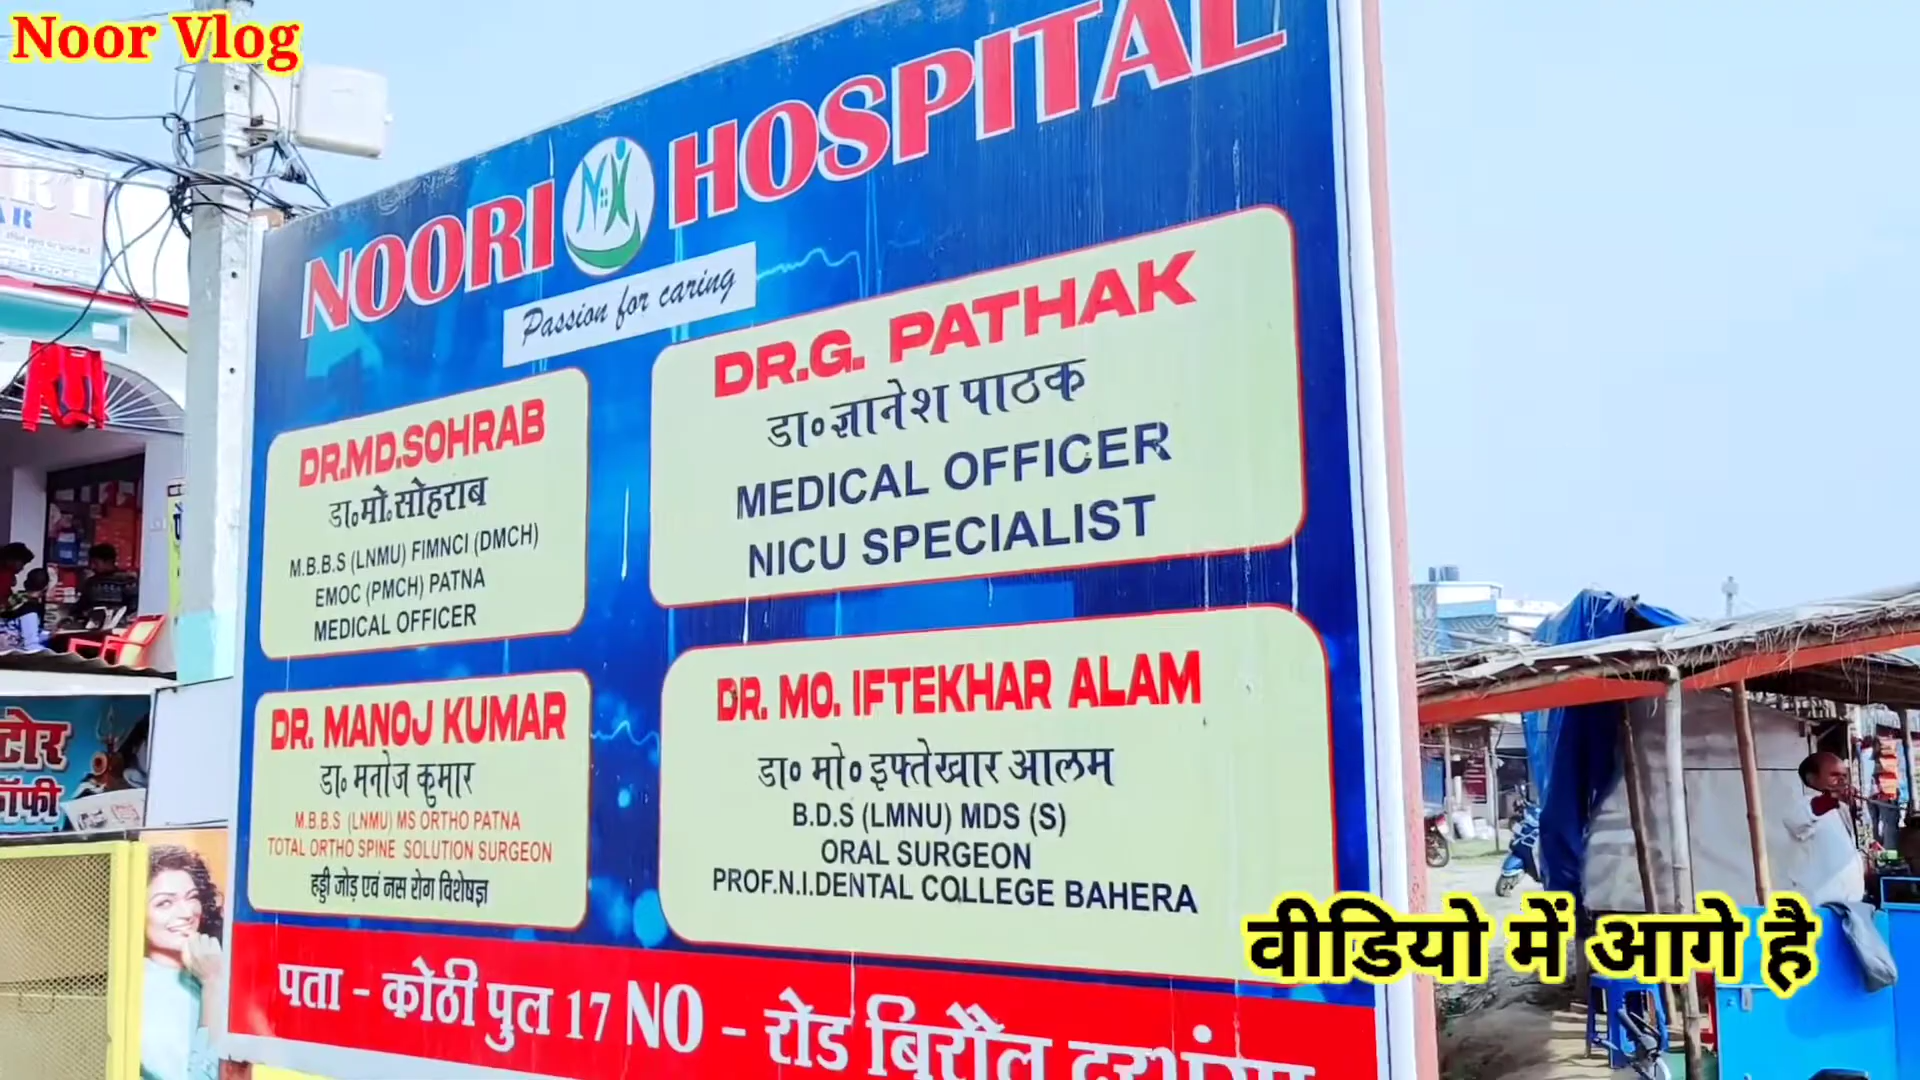 Noor Vlog
NOORI HOSPITAL
Passion for caring
DR.MD.SOHRAB
डा॰मो॰सोहराब
M.B.B.S (LNMU) FIMNCI (DMCH)
EMOC (PMCH) PATNA
MEDICAL OFFICER
DR.G. PATHAK
डा॰ज्ञानेश पाठक
MEDICAL OFFICER
NICU SPECIALIST
DR. MANOJ KUMAR
डा॰ मनोज कुमार
M.B.B.S (LNMU) MS ORTHO PATNA
TOTAL ORTHO SPINE SOLUTION SURGEON
हड्डी जोड़ एवं नस रोग विशेषज्ञ
DR. MO. IFTEKHAR ALAM
डा॰ मो॰ इफ्तेखार आलम
B.D.S (LMNU) MDS (S)
ORAL SURGEON
PROF.N.I.DENTAL COLLEGE BAHERA
पता - कोठी पुल 17 NO - रोड बिरौल दरभंगा
वीडियो में आगे है